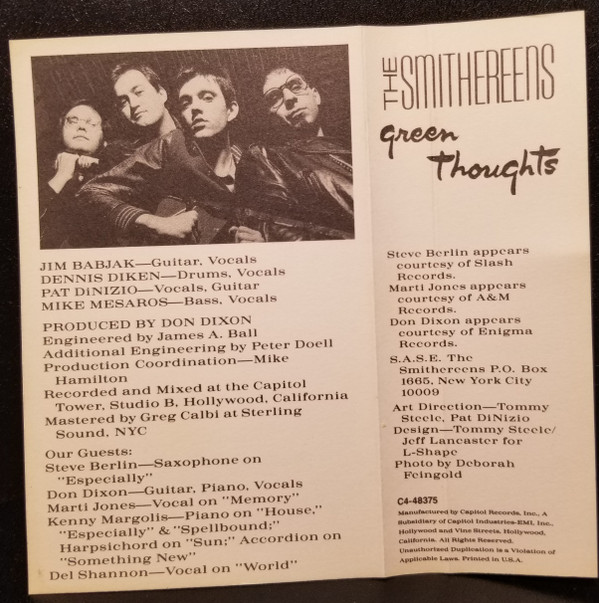 JIM BABJAK—Guitar, Vocals
DENNIS DIKEN—Drums, Vocals
PAT DiNIZIO—Vocals, Guitar
MIKE MESAROS—Bass, Vocals
PRODUCED BY DON DIXON
Engineered by James A. Ball
Additional Engineering by Peter Doell
Production Coordination—Mike
Hamilton
Recorded and Mixed at the Capitol
Tower, Studio B, Hollywood, California
Mastered by Greg Calbi at Sterling
Sound, NYC
Our Guests:
Steve Berlin—Saxophone on
"Especially"
Don Dixon—Guitar, Piano, Vocals
Marti Jones—Vocal on "Memory"
Kenny Margolis—Piano on "House,"
"Especially" & "Spellbound;"
Harpsichord on "Sun;" Accordion on
"Something New"
Del Shannon—Vocal on "World"
THE SMITHEREENS
Green
Thoughts
Steve Berlin appears
courtesy of Slash
Records.
Marti Jones appears
courtesy of A&M
Records.
Don Dixon appears
courtesy of Enigma
Records.
S.A.S.E. The
Smithereens P.O. Box
1665, New York City
10009
Art Direction—Tommy
Steele, Pat DiNizio
Design—Tommy Steele/
Jeff Lancaster for
L-Shape
Photo by Deborah
Feingold
C4-48375
Manufactured by Capitol Records, Inc., A
Subsidiary of Capitol Industries-EMI, Inc.,
Hollywood and Vine Streets, Hollywood,
California. All Rights Reserved.
Unauthorized Duplication is a Violation of
Applicable Laws. Printed in U.S.A.